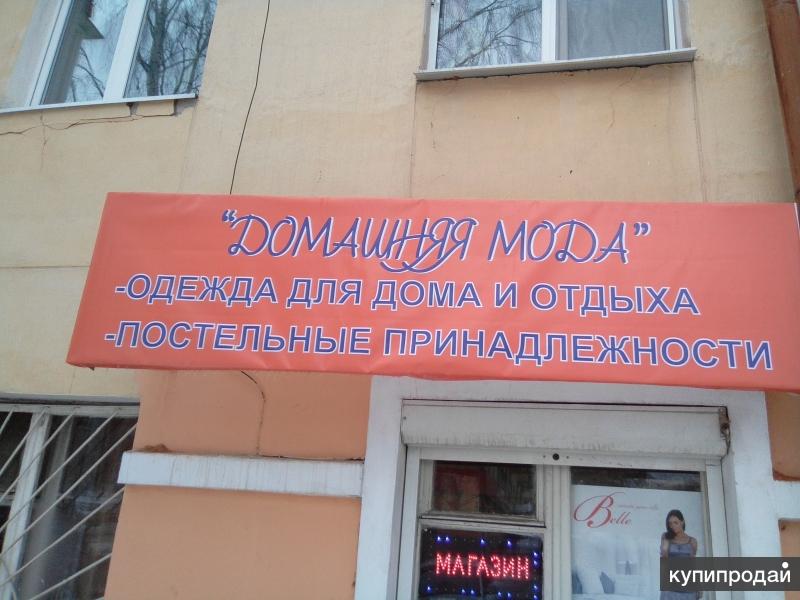 "ДОМАШНЯЯ МОДА"
-ОДЕЖДА ДЛЯ ДОМА И ОТДЫХА
-ПОСТЕЛЬНЫЕ ПРИНАДЛЕЖНОСТИ
Belle
МАГАЗИН
купипродай